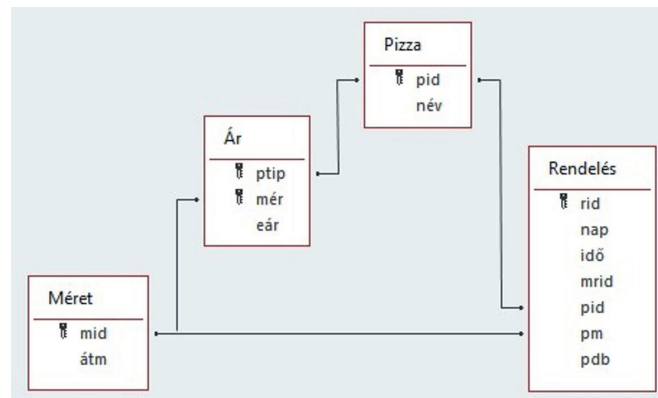 Pizza
pid
név
Ár
ptip
mér
eár
Rendelés
rid
nap
idő
mrid
pid
pm
pdb
Méret
mid
átm